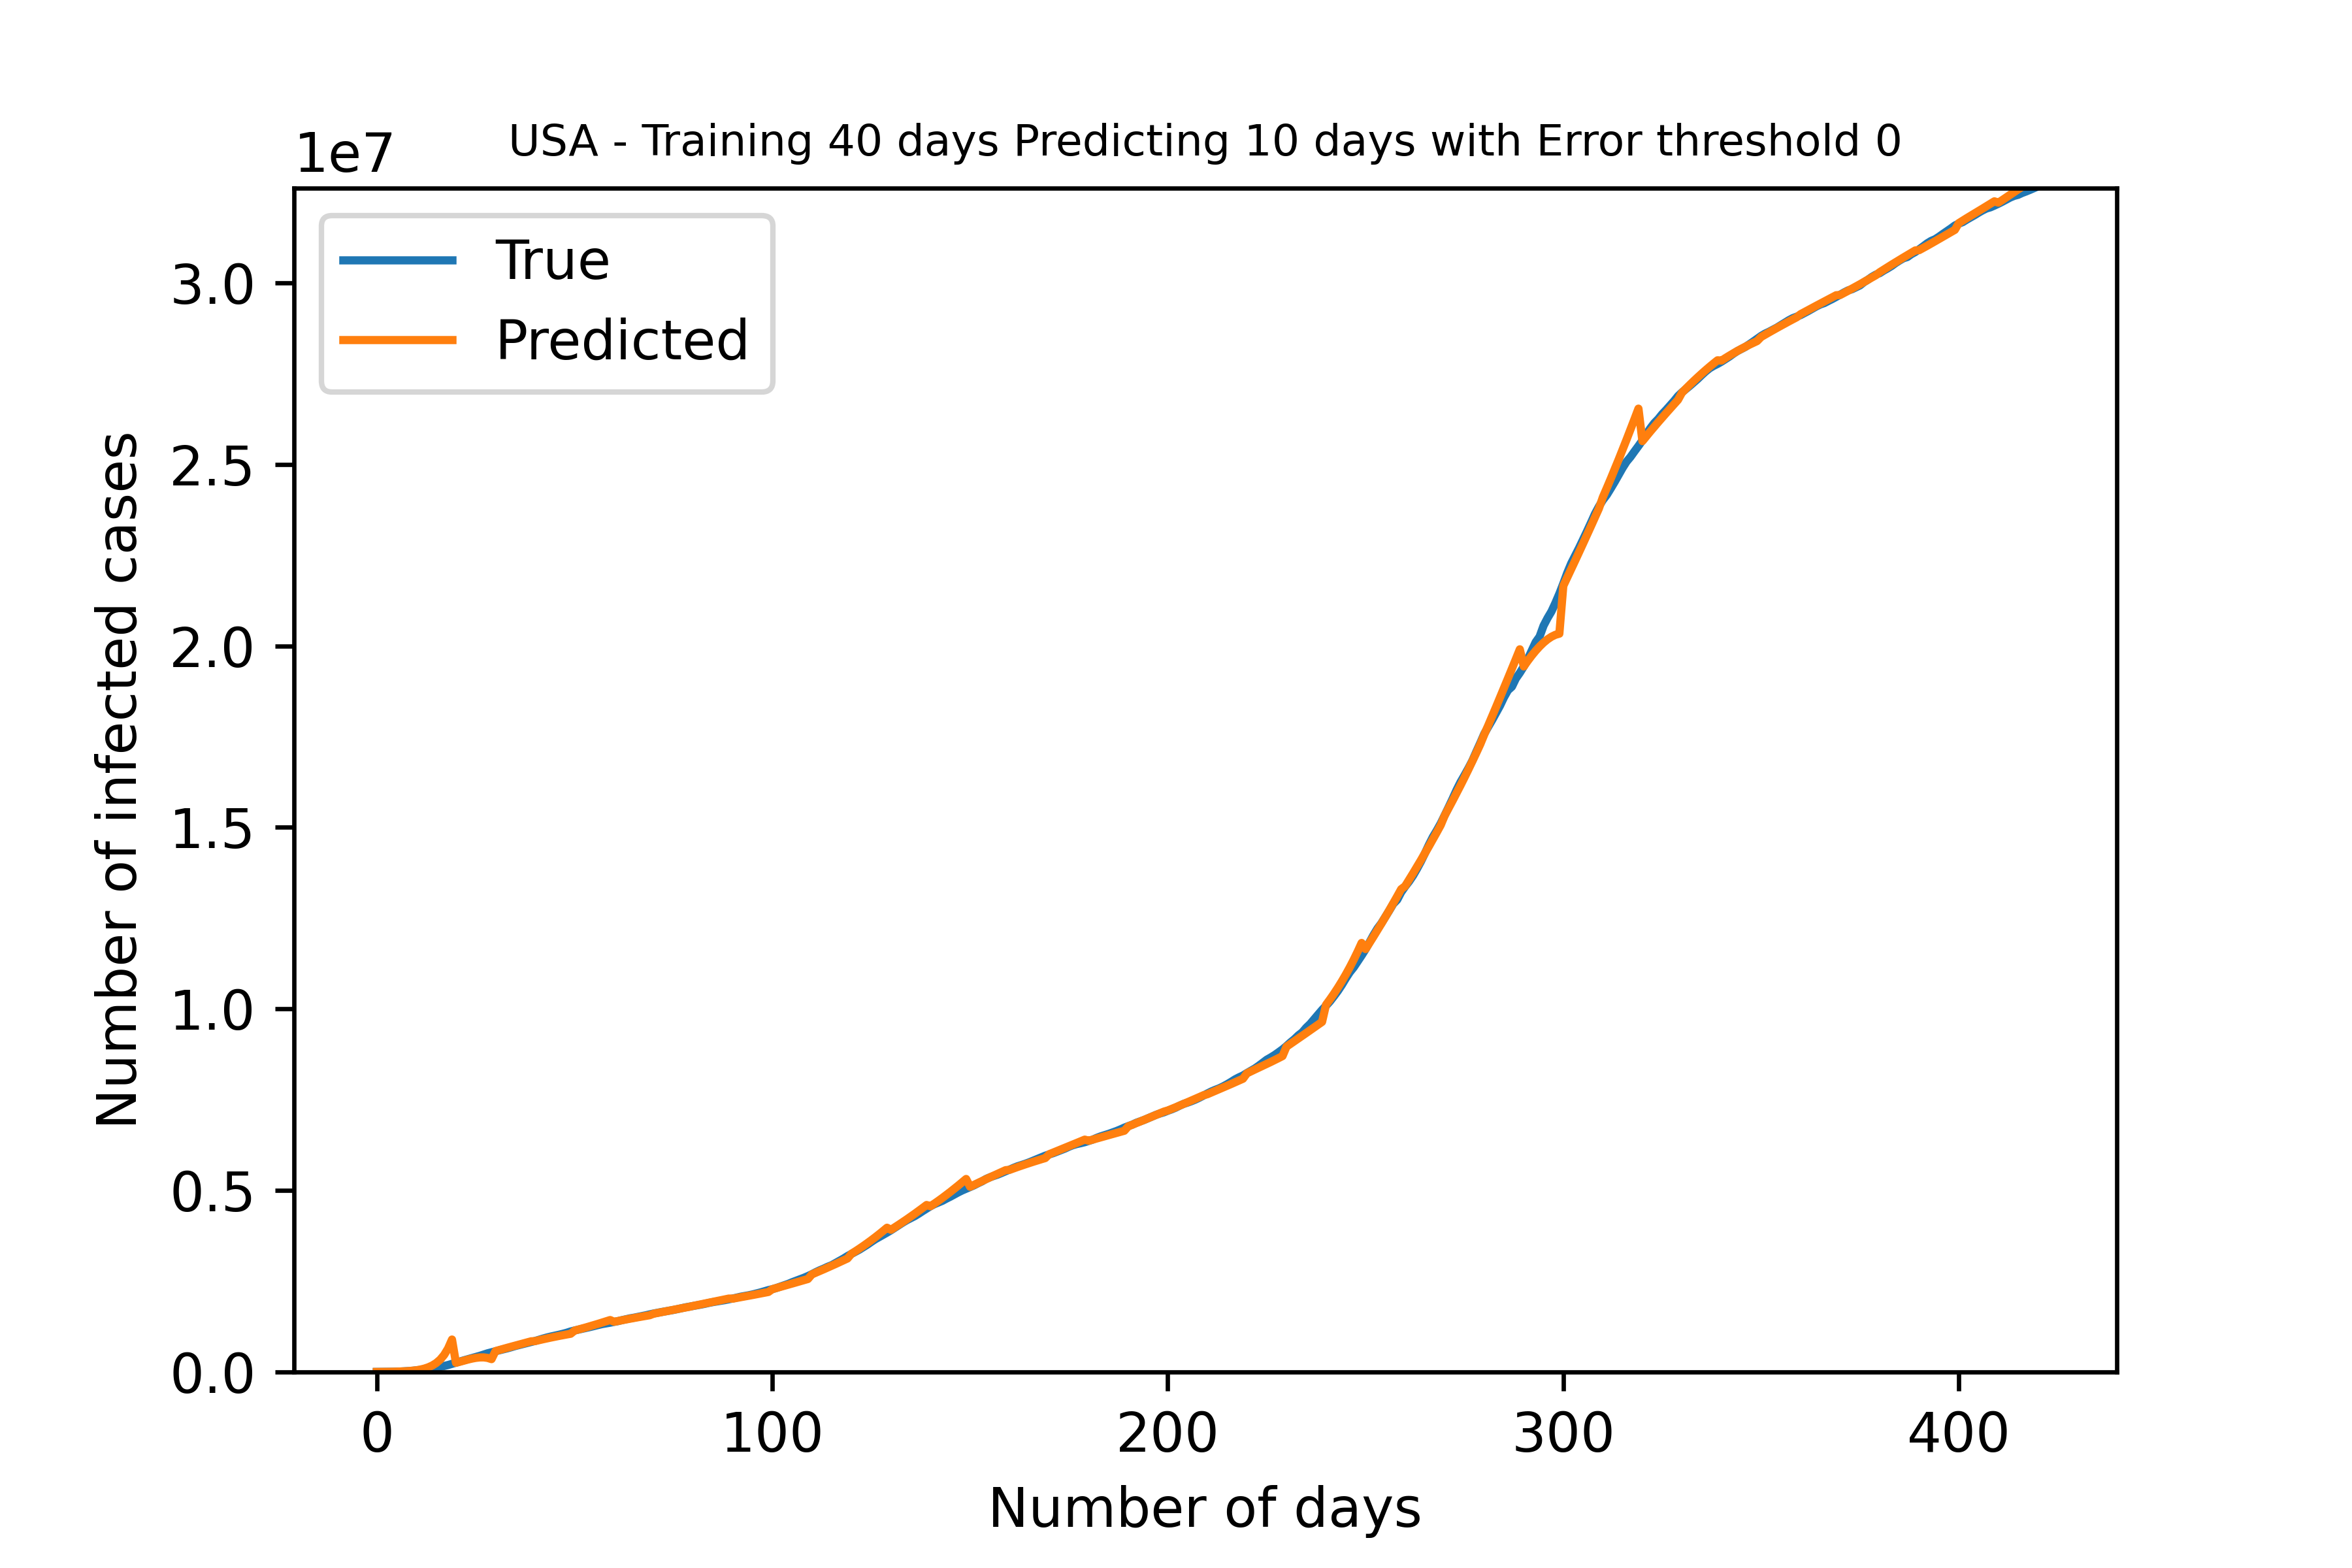 USA - Training 40 days Predicting 10 days with Error threshold 0
1e7
True
Predicted
3.0
2.5
2.0
1.5
1.0
0.5
0.0
Number of infected cases
0 100 200 300 400
Number of days